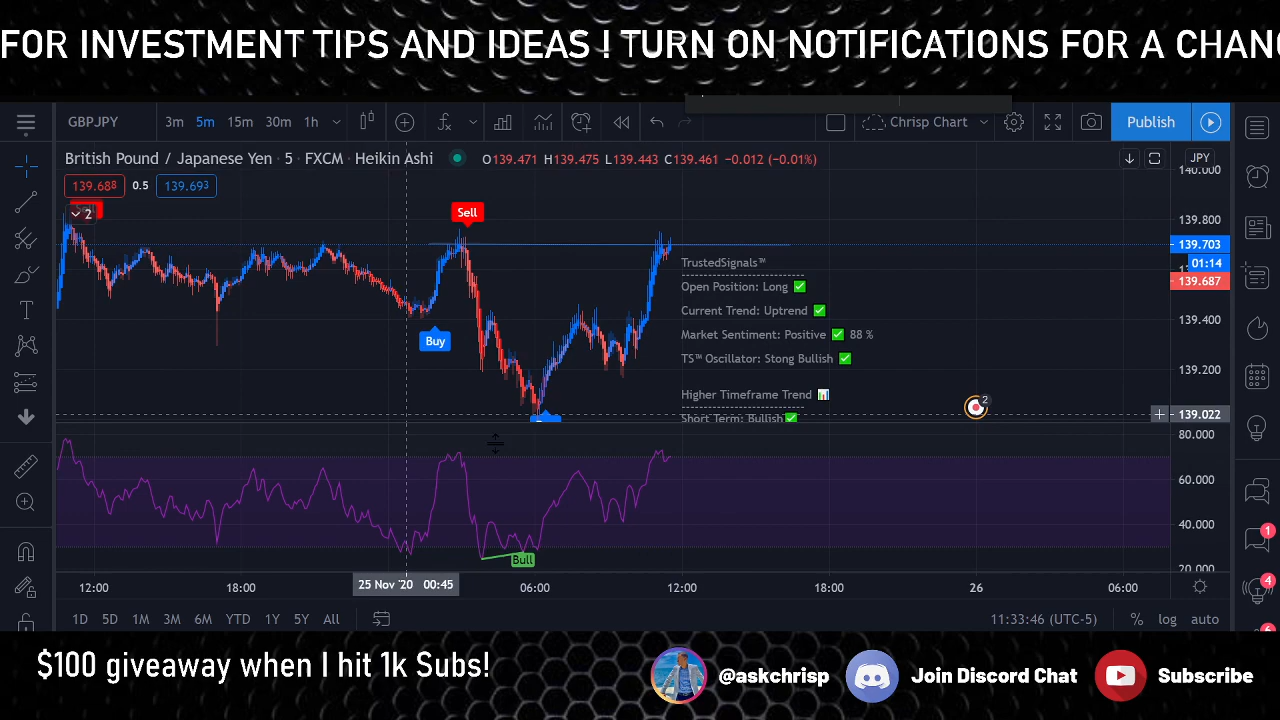 FOR INVESTMENT TIPS AND IDEAS ! TURN ON NOTIFICATIONS FOR A CHANC
GBPJPY 3m 5m 15m 30m 1h Chrisp Chart Publish
British Pound / Japanese Yen · 5 · FXCM · Heikin Ashi O139.471 H139.475 L139.443 C139.461 -0.012 (-0.01%) JPY
140.000
139.688 0.5 139.693
2
Sell
139.800
139.703
01:14
139.687
TrustedSignals™
Open Position: Long ✅
Current Trend: Uptrend ✅
139.400
Market Sentiment: Positive ✅ 88 %
Buy
TS™ Oscillator: Stong Bullish ✅
139.200
Higher Timeframe Trend 📊
2
Short Term: Bullish ✅
139.022
80.000
60.000
40.000
Bull
20.000
12:00 18:00 25 Nov '20 00:45 06:00 12:00 18:00 26 06:00
1D 5D 1M 3M 6M YTD 1Y 5Y All 11:33:46 (UTC-5) % log auto
1
4
$100 giveaway when I hit 1k Subs!
@askchrisp Join Discord Chat Subscribe